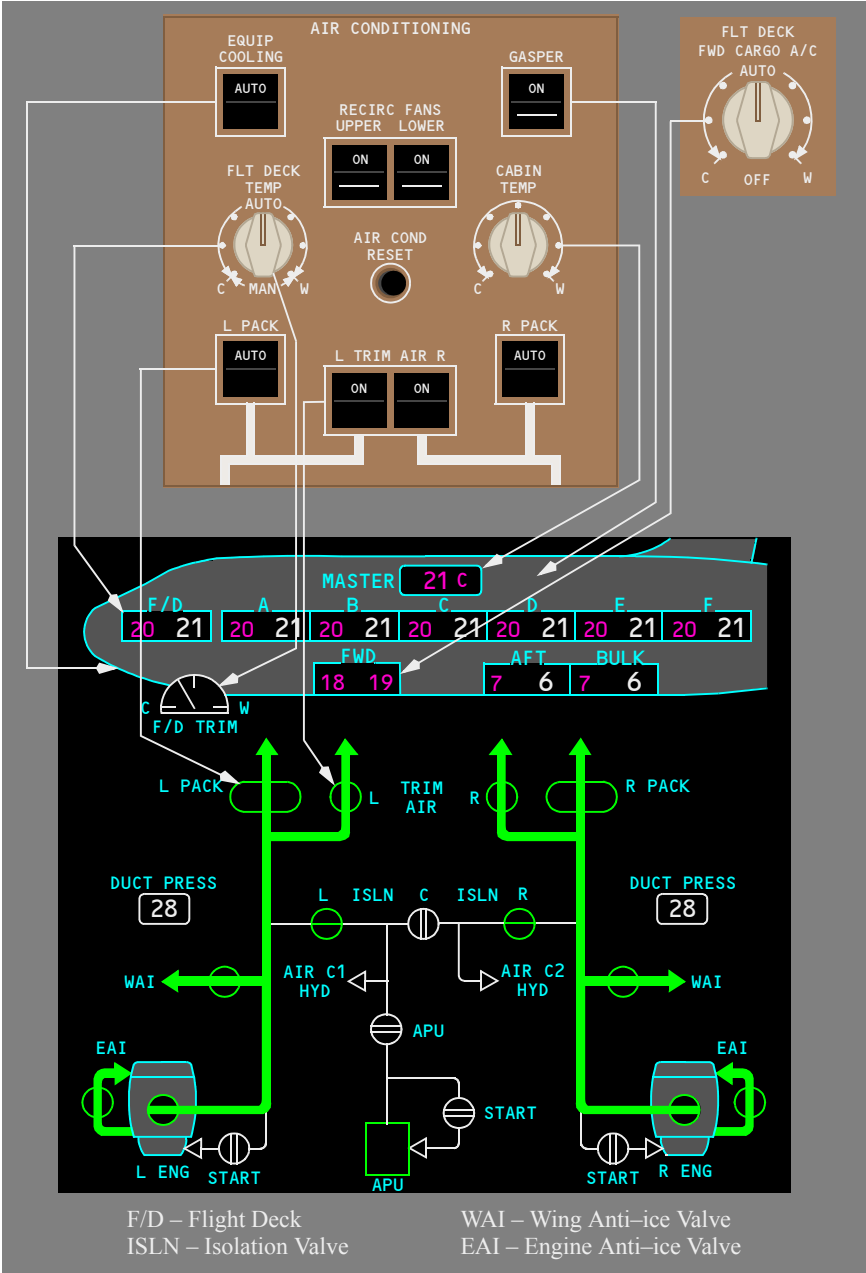 AIR CONDITIONING
EQUIP
COOLING
AUTO
GASPER
ON
RECIRC FANS
UPPER LOWER
ON ON
FLT DECK
TEMP
AUTO
C MAN W
AIR COND
RESET
CABIN
TEMP
C W
L PACK
AUTO
L TRIM AIR R
ON ON
R PACK
AUTO
FLT DECK
FWD CARGO A/C
AUTO
C OFF W
MASTER 21 C
F/D A B C D E F
20 21 20 21 20 21 20 21 20 21 20 21 20 21
FWD AFT BULK
18 19 7 6 7 6
C W
F/D TRIM
L PACK L TRIM AIR R R PACK
DUCT PRESS
28
DUCT PRESS
28
L ISLN C ISLN R
WAI
AIR C1
HYD
AIR C2
HYD
WAI
APU
EAI
EAI
START
L ENG START
APU
START R ENG
F/D – Flight Deck
ISLN – Isolation Valve
WAI – Wing Anti–ice Valve
EAI – Engine Anti–ice Valve